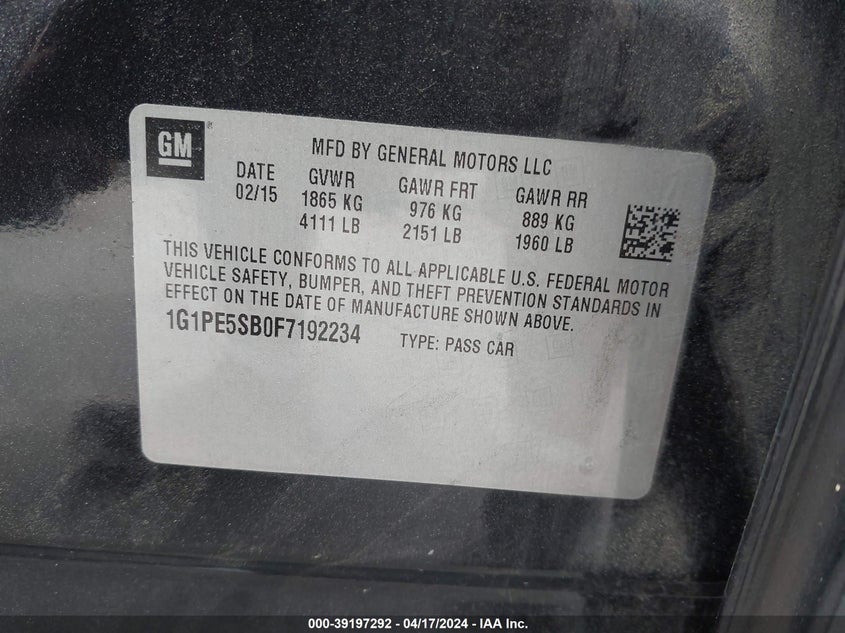 GM®
MFD BY GENERAL MOTORS LLC
DATE GVWR GAWR FRT GAWR RR
02/15 1865 KG 976 KG 889 KG
4111 LB 2151 LB 1960 LB
THIS VEHICLE CONFORMS TO ALL APPLICABLE U.S. FEDERAL MOTOR
VEHICLE SAFETY, BUMPER, AND THEFT PREVENTION STANDARDS IN
EFFECT ON THE DATE OF MANUFACTURE SHOWN ABOVE.
1G1PE5SB0F7192234 TYPE: PASS CAR
000-39197292 - 04/17/2024 - IAA Inc.